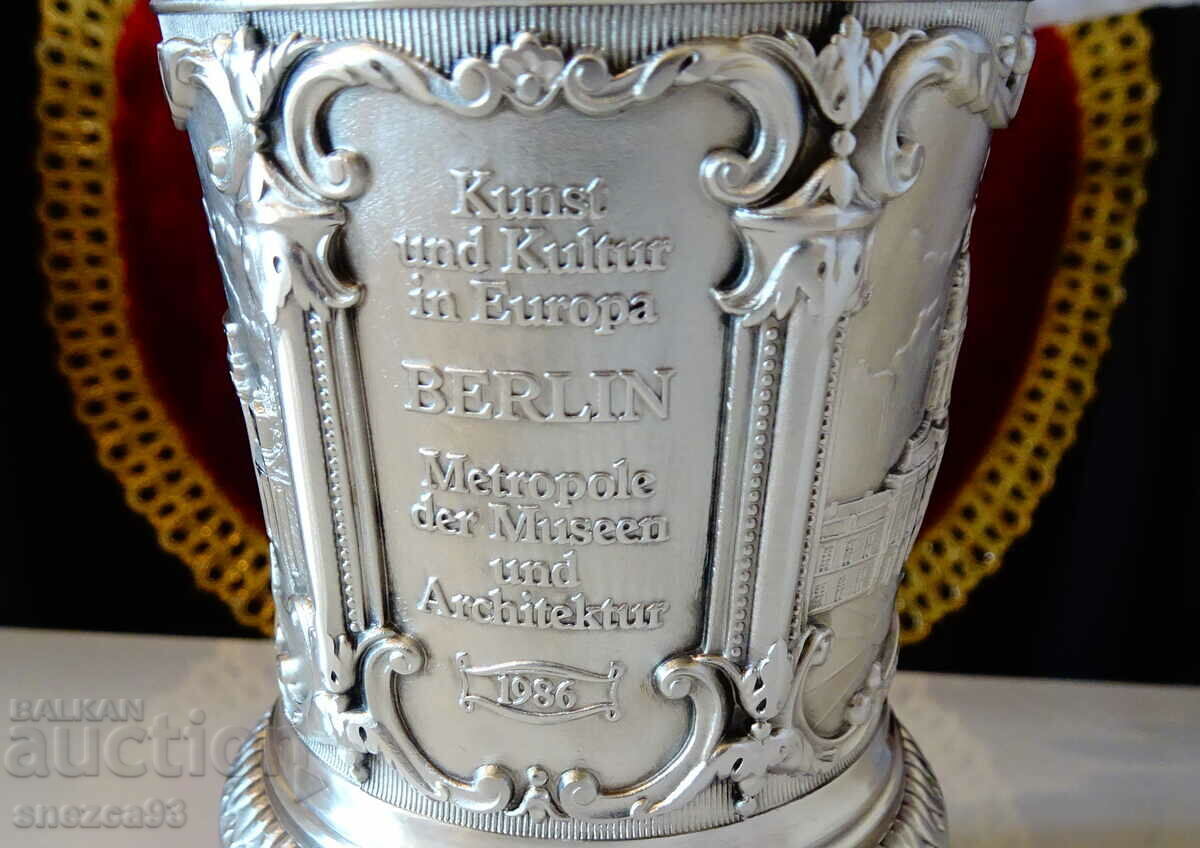 Kunst
und Kultur
in Europa
BERLIN
Metropole
der Museen
und
Architektur
1986
BALKAN
auction
snezca93